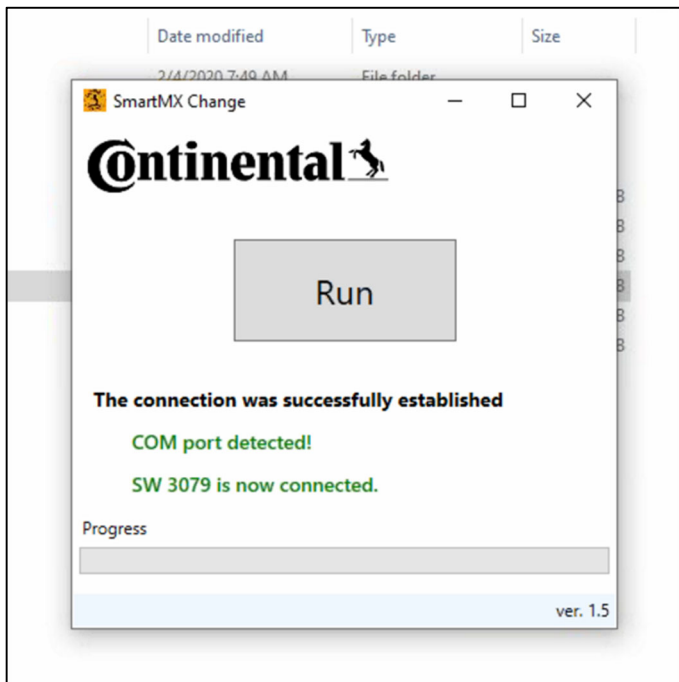 Date modified
Type
Size
2/4/2020 7:49 AM
File folder
SmartMX Change
Continental
B
B
B
B
B
B
Run
The connection was successfully established
COM port detected!
SW 3079 is now connected.
Progress
ver. 1.5